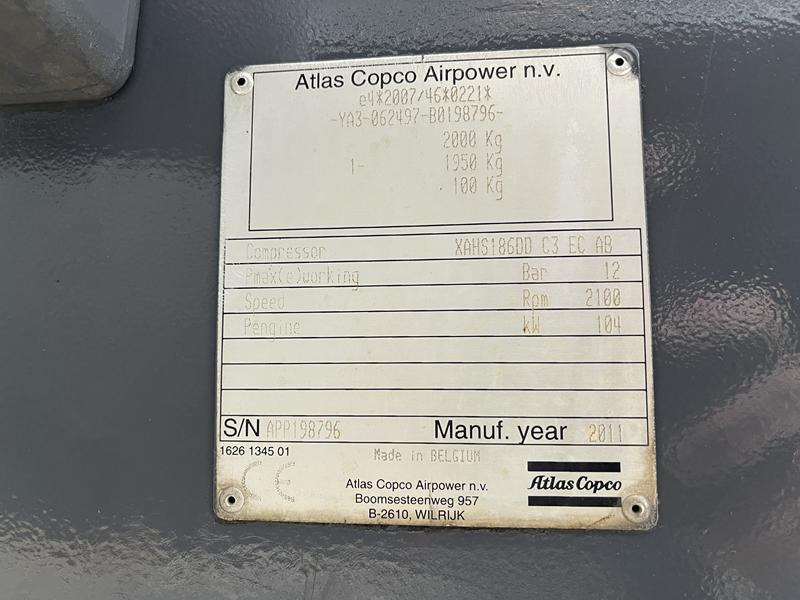 Atlas Copco Airpower n.v.
e4*2007/46*0221*
-YA3-062497-B0198796-
2000 Kg
1- 1950 Kg
100 Kg
Compressor XAHS186DD C3 EC AB
Pmax(e)working Bar 12
Speed Rpm 2100
Pengine kW 104
S/N APP198796 Manuf. year 2011
1626 1345 01
Made in BELGIUM
CE
Atlas Copco Airpower n.v.
Boomsesteenweg 957
B-2610, WILRIJK
Atlas Copco